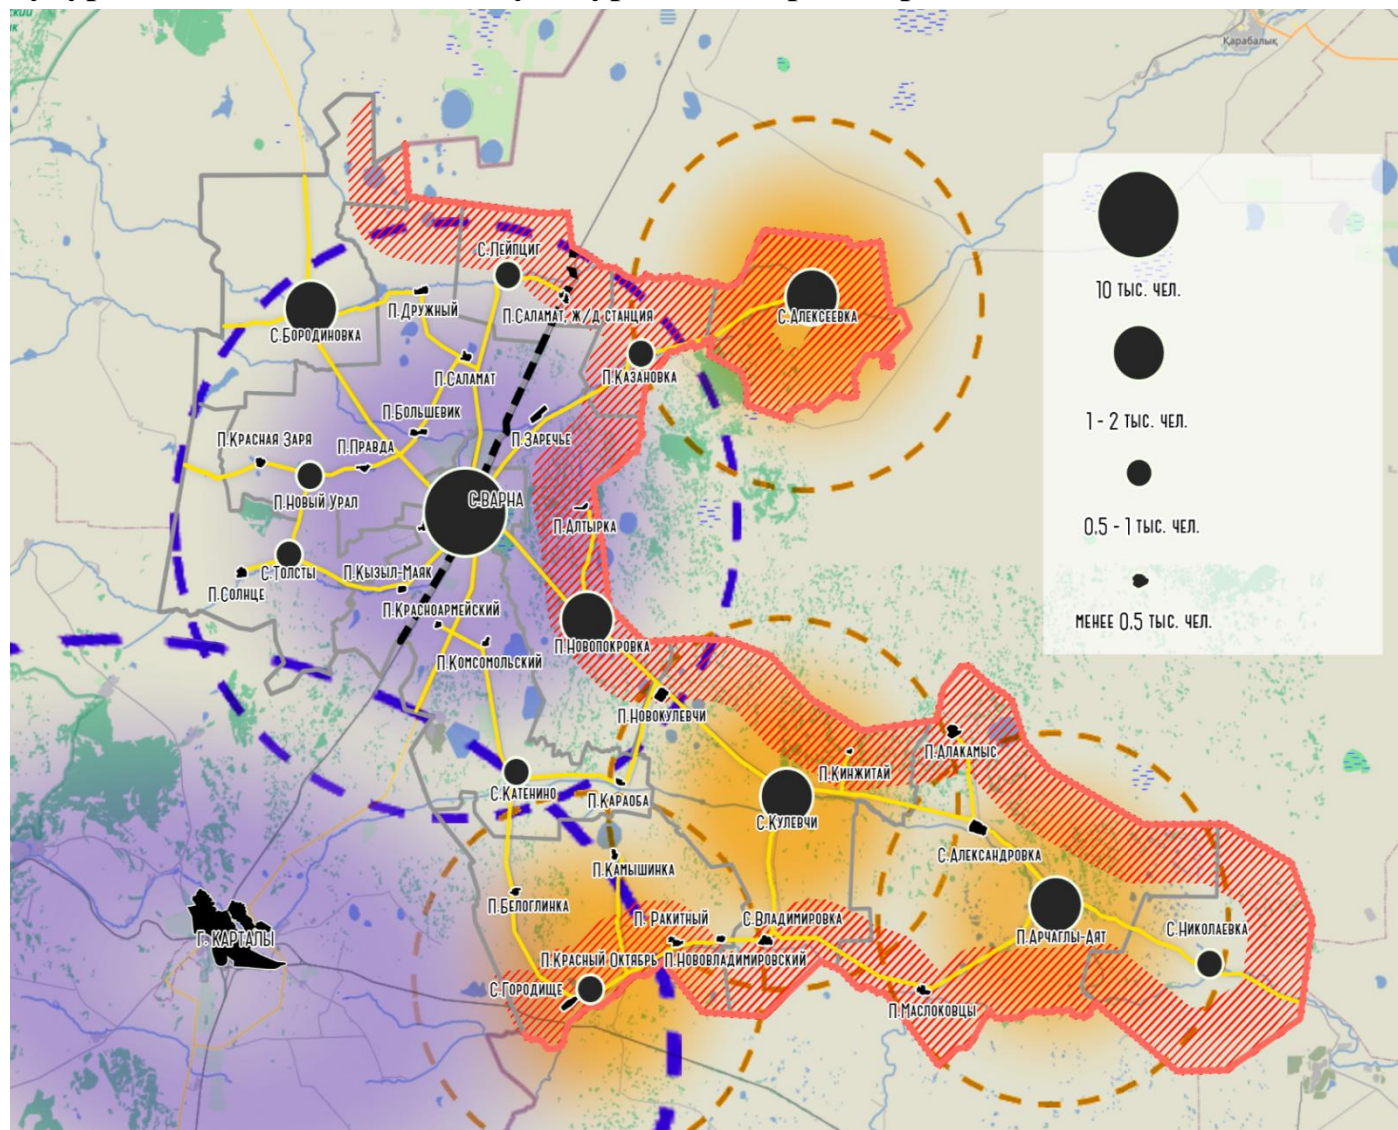 Қарабалық
10 тыс. чел.
1 - 2 тыс. чел.
0,5 - 1 тыс. чел.
менее 0,5 тыс. чел.
с.Лейпциг
п.Дружный
п.Саламат, ж/д станция
с.Алексеевка
с.Бородиновка
п.Саламат
п.Казановка
п.Большевик
п.Красная Заря
п.Правда
п.Заречье
п.Новый Урал
с.Варна
п.Алтырка
с.Толсты
п.Кызыл-Маяк
п.Солнце
п.Красноармейский
п.Новопокровка
п.Комсомольский
п.Новокулевчи
п.Алакамыс
п.Кинжитай
с.Катенино
п.Караоба
с.Кулевчи
с.Александровка
п.Камышинка
п.Белоглинка
п. Ракитный
с.Владимировка
г. Карталы
п.Арчаглы-Аят
с.Николаевка
п.Красный Октябрь
п.Нововладимировский
с.Городище
п.Маслоковцы